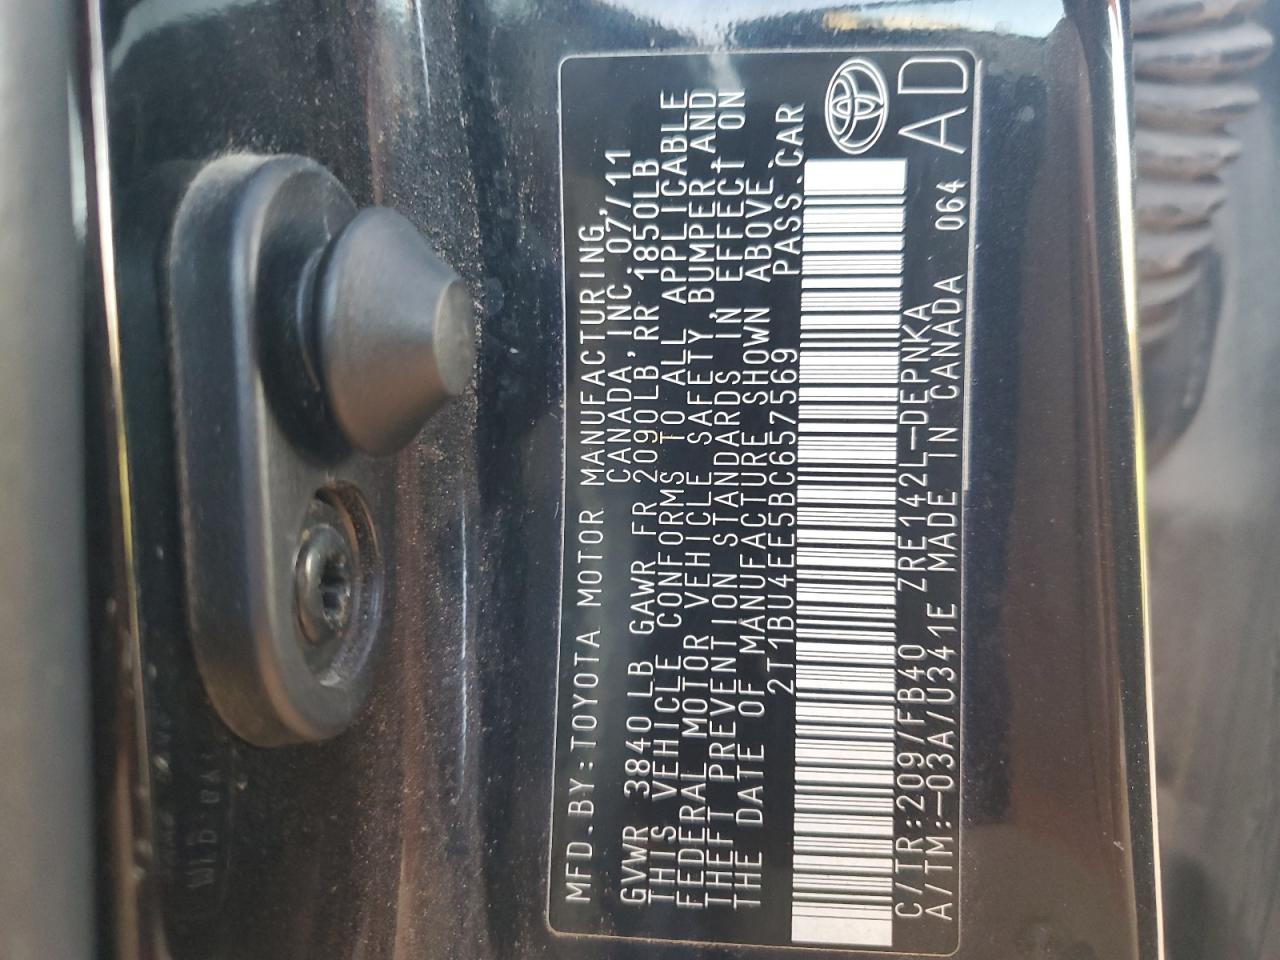 MFD.BY:TOYOTA MOTOR MANUFACTURING,
CANADA, INC. 07/11
GVWR 3840 LB GAWR FR 2090LB, RR 1850LB
THIS VEHICLE CONFORMS TO ALL APPLICABLE
FEDERAL MOTOR VEHICLE SAFETY, BUMPER, AND
THEFT PREVENTION STANDARDS IN EFFECT ON
THE DATE OF MANUFACTURE SHOWN ABOVE.
2T1BU4EE5BC657569 PASS.CAR
C/TR:209/FB40 ZRE142L-DEPNKA
A/TM:-03A/U341E MADE IN CANADA 064 AD